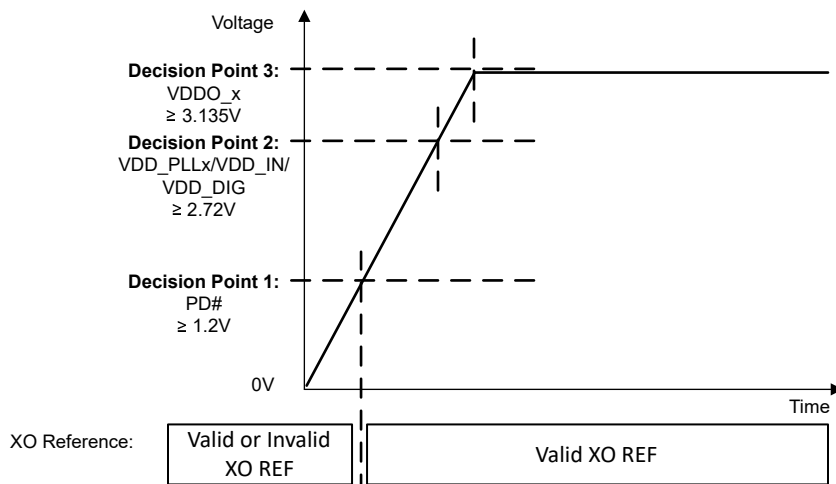 Voltage
Decision Point 3:
VDDO_x
≥ 3.135V
Decision Point 2:
VDD_PLLx/VDD_IN/
VDD_DIG
≥ 2.72V
Decision Point 1:
PD#
≥ 1.2V
0V
Time
XO Reference:
Valid or Invalid
XO REF
Valid XO REF